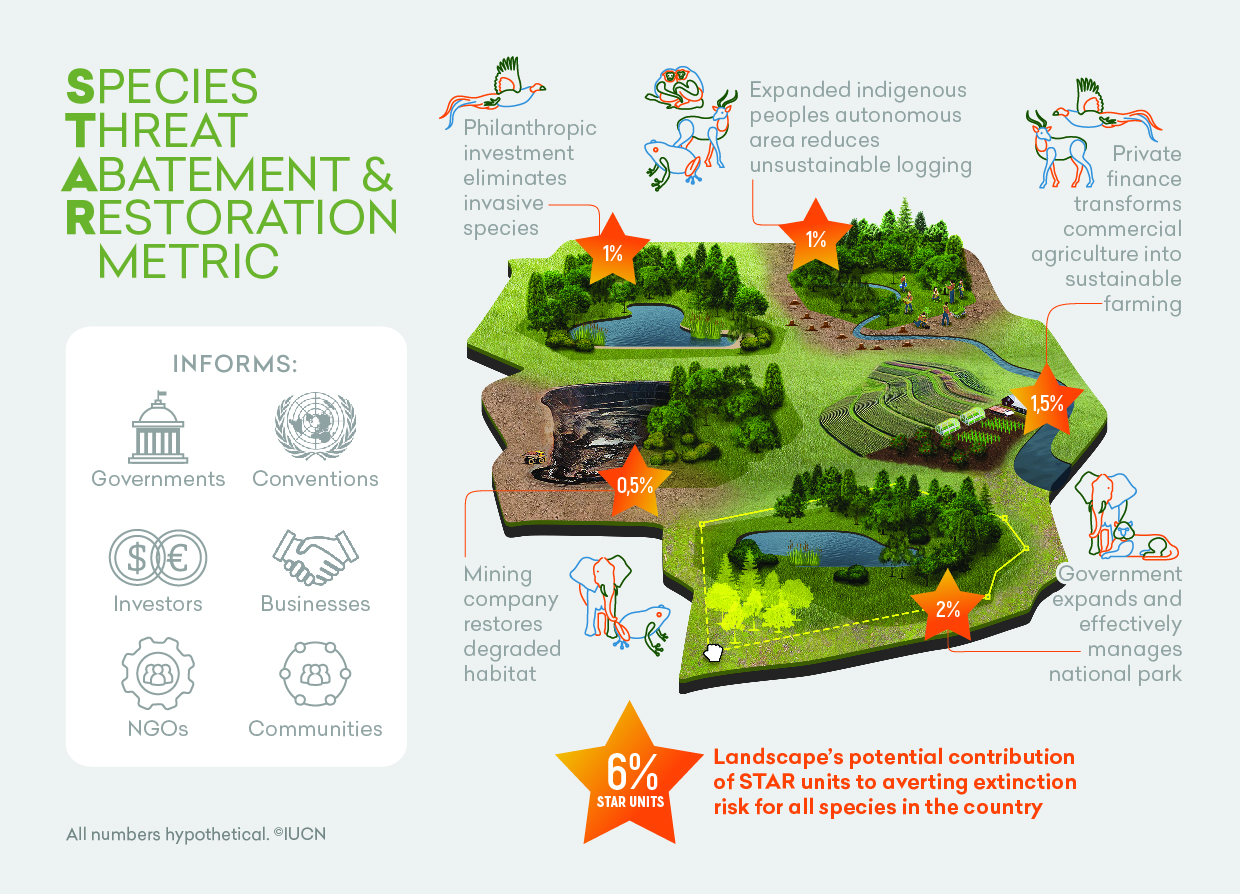 SPECIES
THREAT
ABATEMENT &
RESTORATION
METRIC
INFORMS:
Governments
Conventions
$ €
Investors
Businesses
NGOs
Communities
All numbers hypothetical. ©IUCN
Philanthropic
investment
eliminates
invasive
species
1%
Expanded indigenous
peoples autonomous
area reduces
unsustainable logging
1%
Private
finance
transforms
commercial
agriculture into
sustainable
farming
1,5%
0,5%
Mining
company
restores
degraded
habitat
2%
Government
expands and
effectively
manages
national park
6%
STAR UNITS
Landscape’s potential contribution
of STAR units to averting extinction
risk for all species in the country